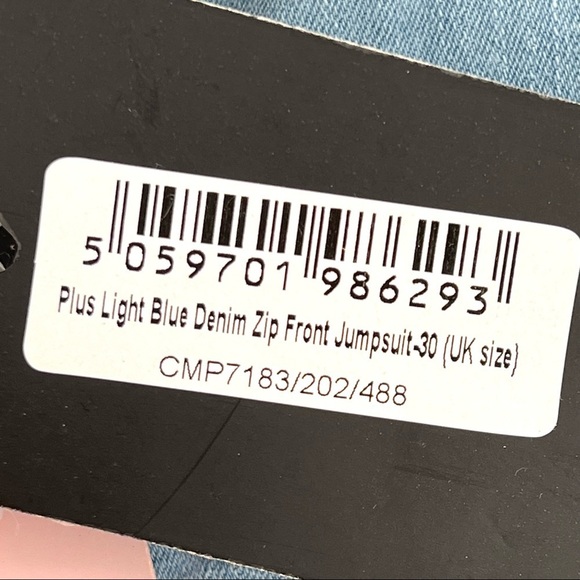 5 059701 986293
Plus Light Blue Denim Zip Front Jumpsuit-30 (UK size)
CMP7183/202/488